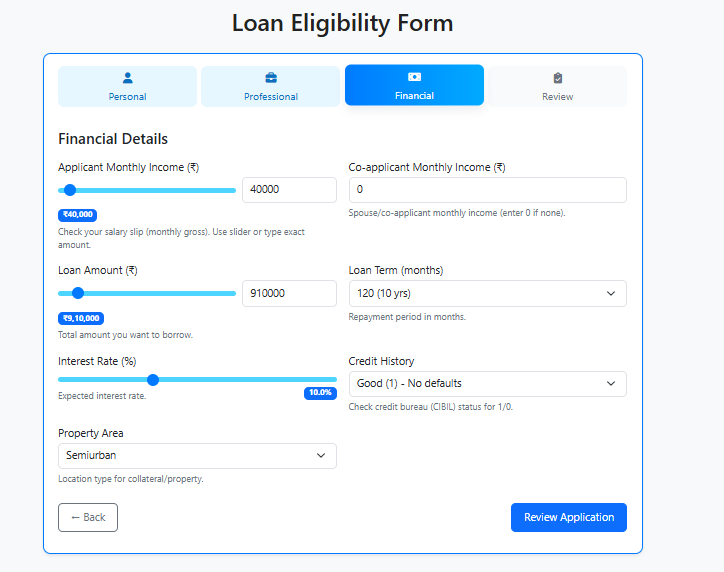 Loan Eligibility Form
Personal
Professional
Financial
Review
Financial Details
Applicant Monthly Income (₹)
40000
₹40,000
Check your salary slip (monthly gross). Use slider or type exact
amount.
Co-applicant Monthly Income (₹)
0
Spouse/co-applicant monthly income (enter 0 if none).
Loan Amount (₹)
910000
₹9,10,000
Total amount you want to borrow.
Loan Term (months)
120 (10 yrs)
Repayment period in months.
Interest Rate (%)
Expected interest rate.
10.0%
Credit History
Good (1) - No defaults
Check credit bureau (CIBIL) status for 1/0.
Property Area
Semiurban
Location type for collateral/property.
← Back
Review Application